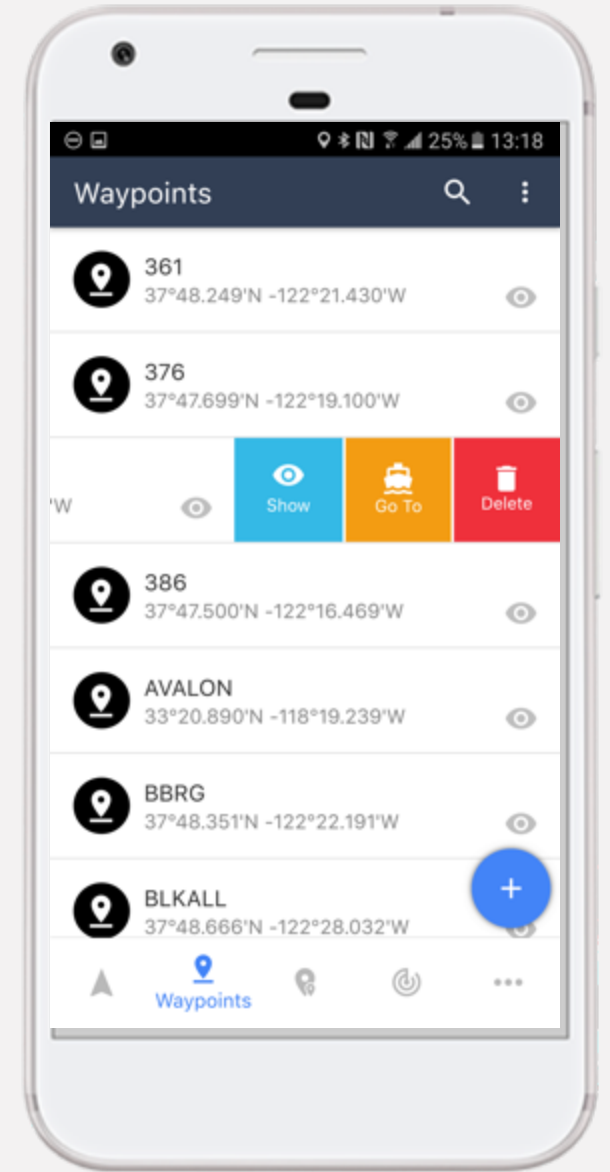 25% 13:18
Waypoints
361
37°48.249'N -122°21.430'W
376
37°47.699'N -122°19.100'W
'W
Show
Go To
Delete
386
37°47.500'N -122°16.469'W
AVALON
33°20.890'N -118°19.239'W
BBRG
37°48.351'N -122°22.191'W
BLKALL
37°48.666'N -122°28.032'W
Waypoints